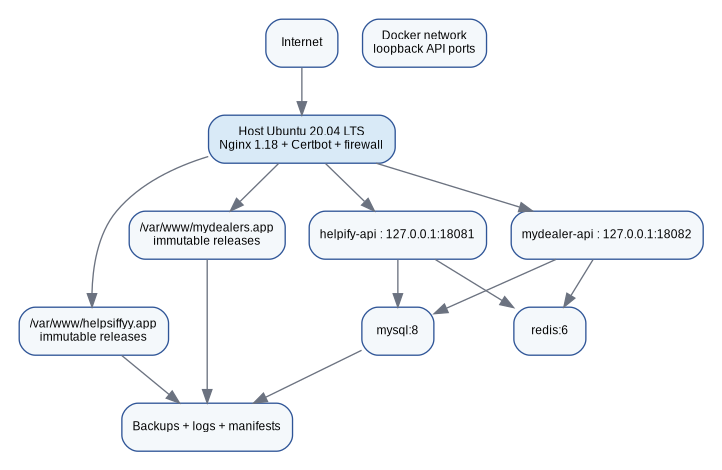 Internet
Docker network
loopback API ports
Host Ubuntu 20.04 LTS
Nginx 1.18 + Certbot + firewall
/var/www/mydealers.app
immutable releases
helpify-api : 127.0.0.1:18081
mydealer-api : 127.0.0.1:18082
/var/www/helpsiffyy.app
immutable releases
mysql:8
redis:6
Backups + logs + manifests